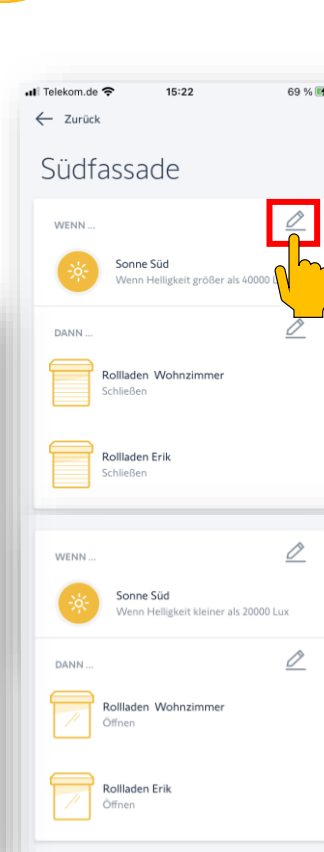 Telekom.de 15:22 69 %
← Zurück
Südfassade
WENN ...
Sonne Süd
Wenn Helligkeit größer als 40000
DANN ...
Rollladen Wohnzimmer
Schließen
Rollladen Erik
Schließen
WENN ...
Sonne Süd
Wenn Helligkeit kleiner als 20000 Lux
DANN ...
Rollladen Wohnzimmer
Öffnen
Rollladen Erik
Öffnen